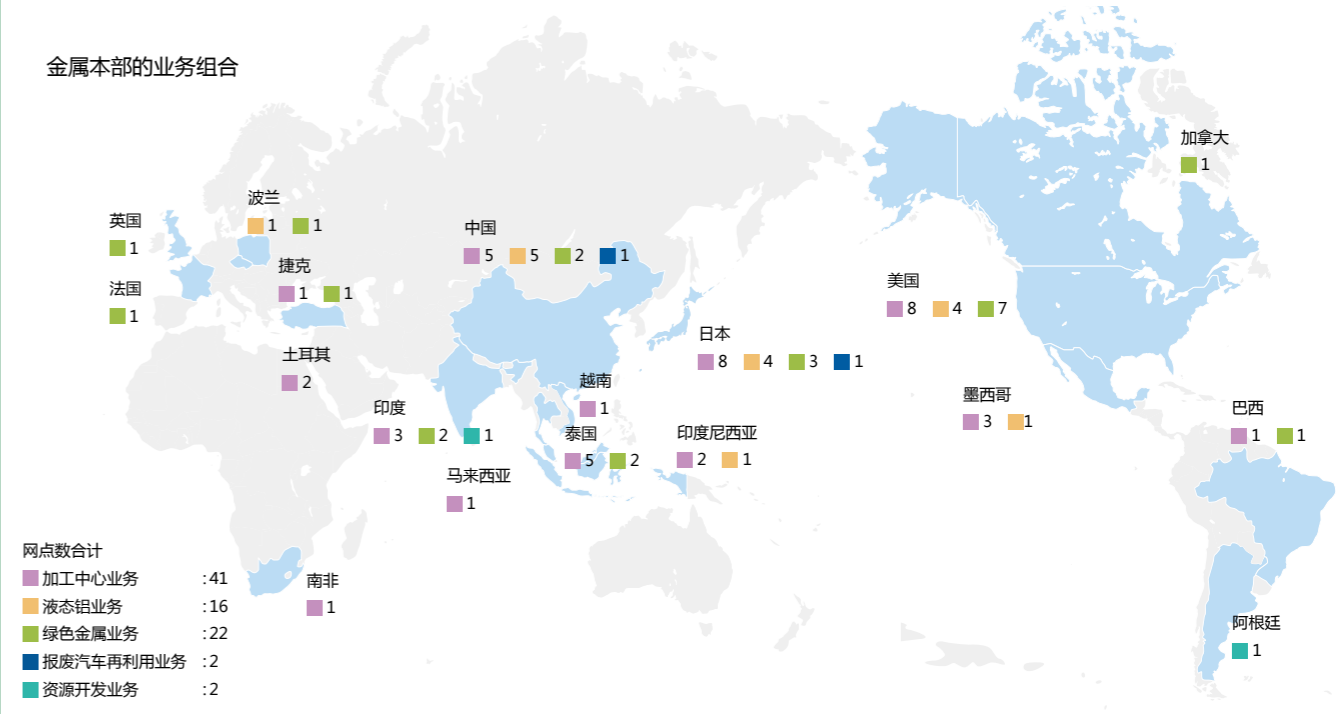 金属本部的业务组合
加拿大
1
波兰
1 1
英国
1
中国
5 5 2 1
捷克
1 1
法国
1
美国
8 4 7
日本
8 4 3 1
土耳其
2
越南
1
墨西哥
3 1
印度
3 2 1
巴西
1 1
泰国
5 2
印度尼西亚
2 1
马来西亚
1
网点数合计
加工中心业务 :41
液态铝业务 :16
绿色金属业务 :22
报废汽车再利用业务 :2
资源开发业务 :2
南非
1
阿根廷
1